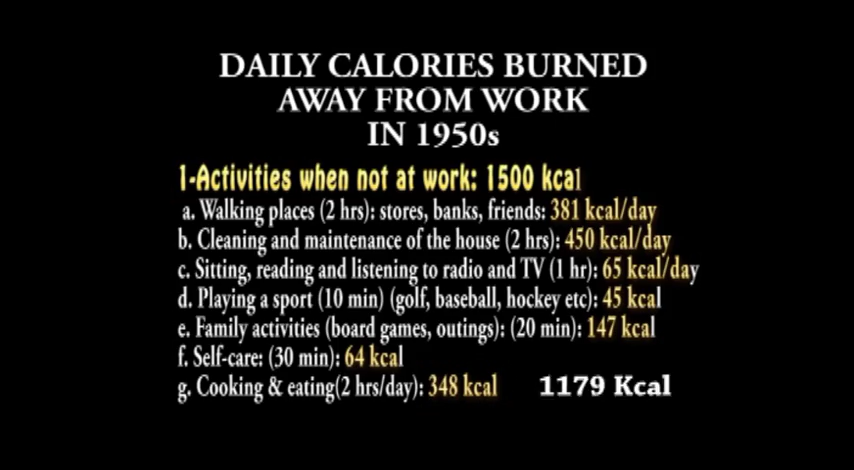 DAILY CALORIES BURNED
AWAY FROM WORK
IN 1950s
1-Activities when not at work: 1500 kcal
a. Walking places (2 hrs): stores, banks, friends: 381 kcal/day
b. Cleaning and maintenance of the house (2 hrs): 450 kcal/day
c. Sitting, reading and listening to radio and TV (1 hr): 65 kcal/day
d. Playing a sport (10 min) (golf, baseball, hockey etc): 45 kcal
e. Family activities (board games, outings): (20 min): 147 kcal
f. Self-care: (30 min): 64 kcal
g. Cooking & eating(2 hrs/day): 348 kcal 1179 Kcal